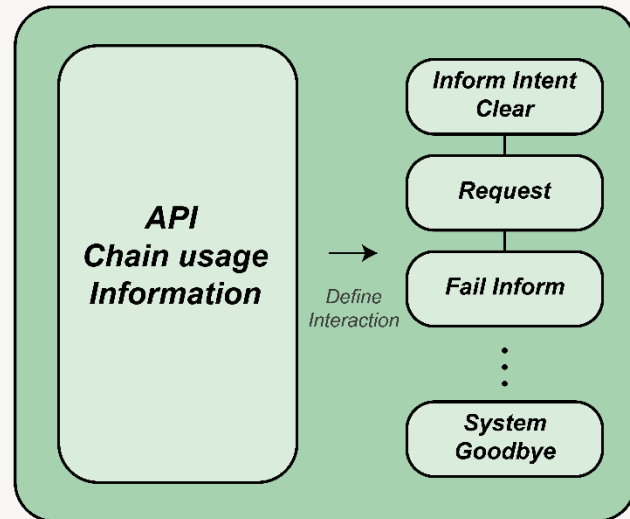 API
Chain usage
Information
Define
Interaction
Inform Intent
Clear
Request
Fail Inform
System
Goodbye